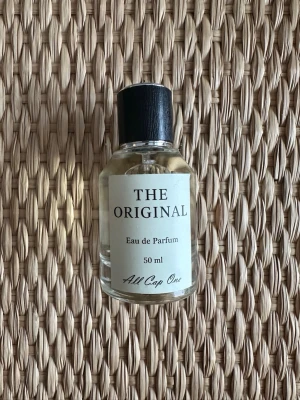 THE
ORIGINAL
Eau de Parfum
50 ml
All Cap One